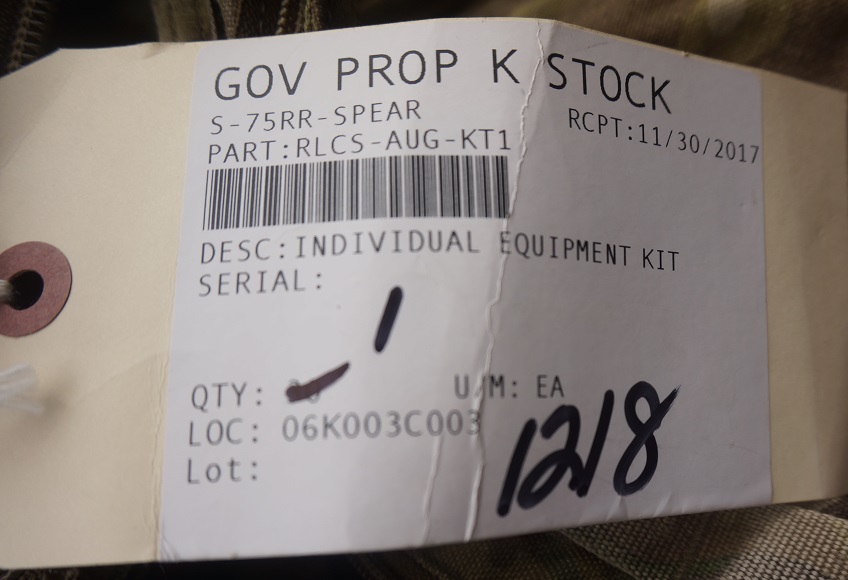 GOV PROP K STOCK
S-75RR-SPEAR
RCPT:11/30/2017
PART:RLCS-AUG-KT1
DESC:INDIVIDUAL EQUIPMENT KIT
SERIAL:
1
QTY: U/M: EA
LOC: 06K003C003
Lot:
1218